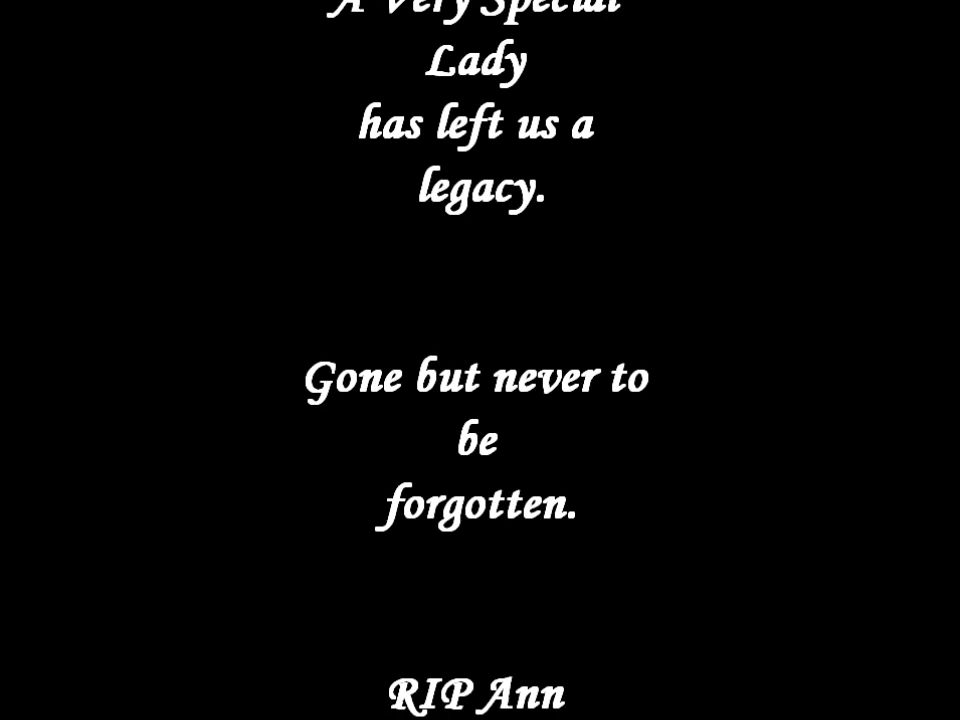 A Very Special
Lady
has left us a
legacy.
Gone but never to
be
forgotten.
RIP Ann